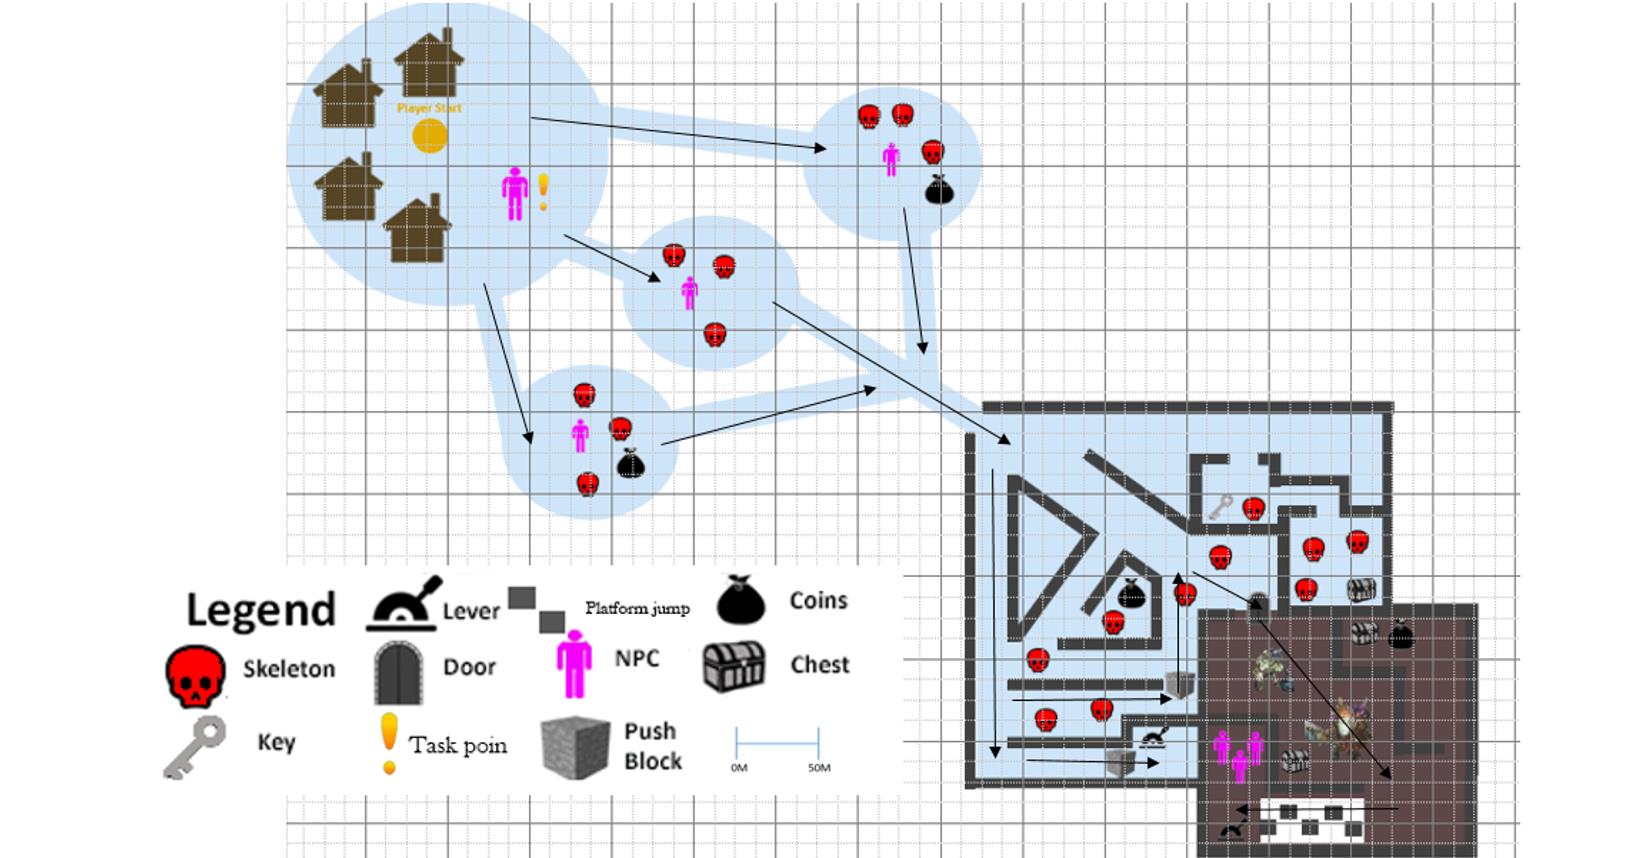 Player Start
Legend
Lever
Platform jump
Coins
Skeleton
Door
NPC
Chest
Key
Task poin
Push
Block
0M
50M